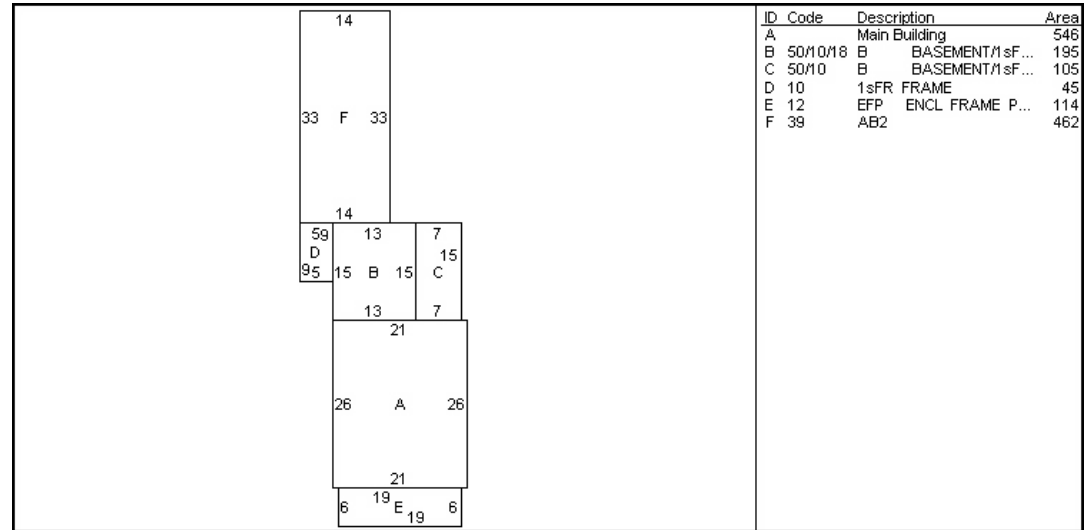 14
33 F 33
14
59 13 7
D 15
95 15 B 15 C
13 7
21
26 A 26
21
19
6 E 6
19
ID Code Description Area
A Main Building 546
B 50/10/18 B BASEMENT/1sF... 195
C 50/10 B BASEMENT/1sF... 105
D 10 1sFR FRAME 45
E 12 EFP ENCL FRAME P... 114
F 39 AB2 462